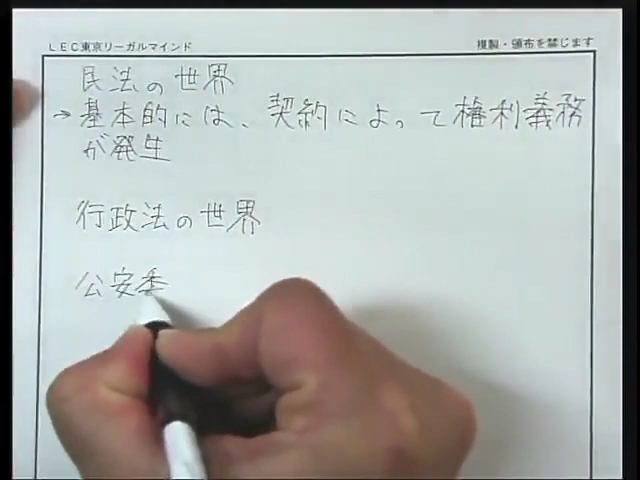 LEC東京リーガルマインド
複製・頒布を禁じます
民法の世界
→基本的には、契約によって権利義務
が発生
行政法の世界
公安委